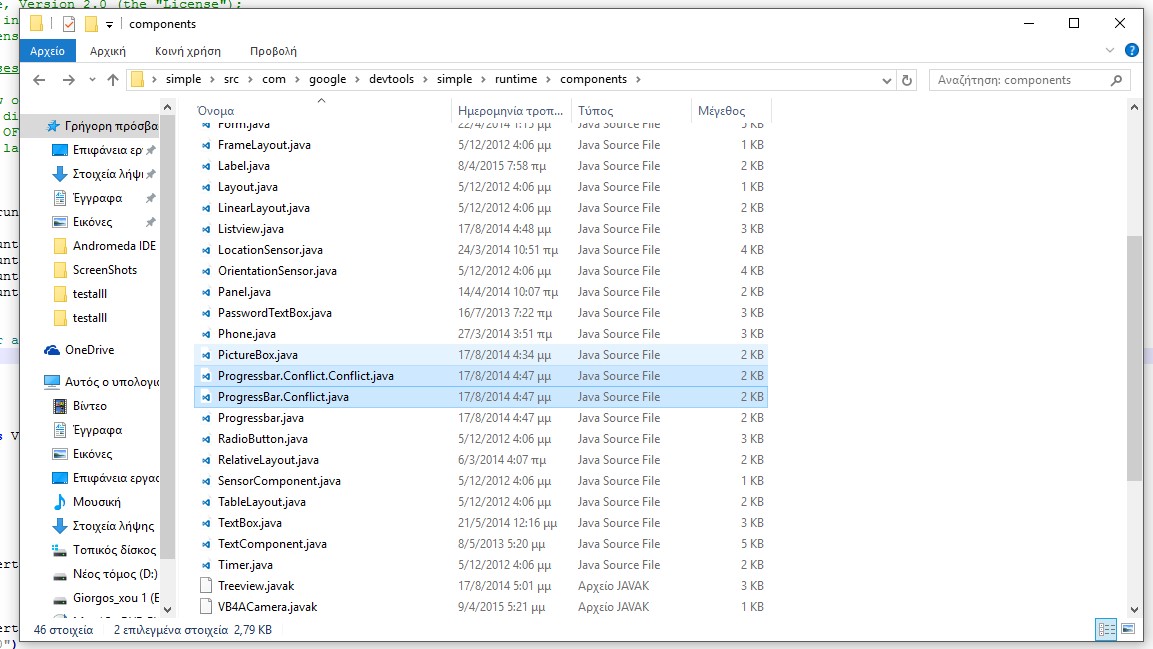 e, Version 2.0 (the "License");
components
Αρχείο Αρχική Κοινή χρήση Προβολή
simple src com google devtools simple runtime components
Αναζήτηση: components
Όνομα Ημερομηνία τροπ... Τύπος Μέγεθος
Form.java 22/4/2014 1:15 μμ Java Source File 5 KB
FrameLayout.java 5/12/2012 4:06 μμ Java Source File 1 KB
Label.java 8/4/2015 7:58 πμ Java Source File 2 KB
Layout.java 5/12/2012 4:06 μμ Java Source File 1 KB
LinearLayout.java 5/12/2012 4:06 μμ Java Source File 2 KB
Listview.java 17/8/2014 4:48 μμ Java Source File 3 KB
LocationSensor.java 24/3/2014 10:51 πμ Java Source File 4 KB
OrientationSensor.java 5/12/2012 4:06 μμ Java Source File 4 KB
Panel.java 14/4/2014 10:07 πμ Java Source File 2 KB
PasswordTextBox.java 16/7/2013 7:22 πμ Java Source File 3 KB
Phone.java 27/3/2014 3:51 πμ Java Source File 3 KB
PictureBox.java 17/8/2014 4:34 μμ Java Source File 2 KB
Progressbar.Conflict.Conflict.java 17/8/2014 4:47 μμ Java Source File 2 KB
ProgressBar.Conflict.java 17/8/2014 4:47 μμ Java Source File 2 KB
Progressbar.java 17/8/2014 4:47 μμ Java Source File 2 KB
RadioButton.java 5/12/2012 4:06 μμ Java Source File 2 KB
RelativeLayout.java 6/3/2014 4:07 πμ Java Source File 2 KB
SensorComponent.java 5/12/2012 4:06 μμ Java Source File 1 KB
TableLayout.java 5/12/2012 4:06 μμ Java Source File 2 KB
TextBox.java 21/5/2014 12:16 μμ Java Source File 3 KB
TextComponent.java 8/5/2013 5:20 μμ Java Source File 5 KB
Timer.java 5/12/2012 4:06 μμ Java Source File 2 KB
Treeview.javak 17/8/2014 5:01 μμ Αρχείο JAVAK 3 KB
VB4ACamera.javak 9/4/2015 5:21 μμ Αρχείο JAVAK 1 KB
Γρήγορη πρόσβα
Επιφάνεια εργ
Στοιχεία λήψη
Έγγραφα
Εικόνες
Andromeda IDE
ScreenShots
testalll
testalll
OneDrive
Αυτός ο υπολογισ
Βίντεο
Έγγραφα
Εικόνες
Επιφάνεια εργασ
Μουσική
Στοιχεία λήψης
Τοπικός δίσκος
Νέος τόμος (D:)
Giorgos_xou 1 (E
46 στοιχεία 2 επιλεγμένα στοιχεία 2,79 KB